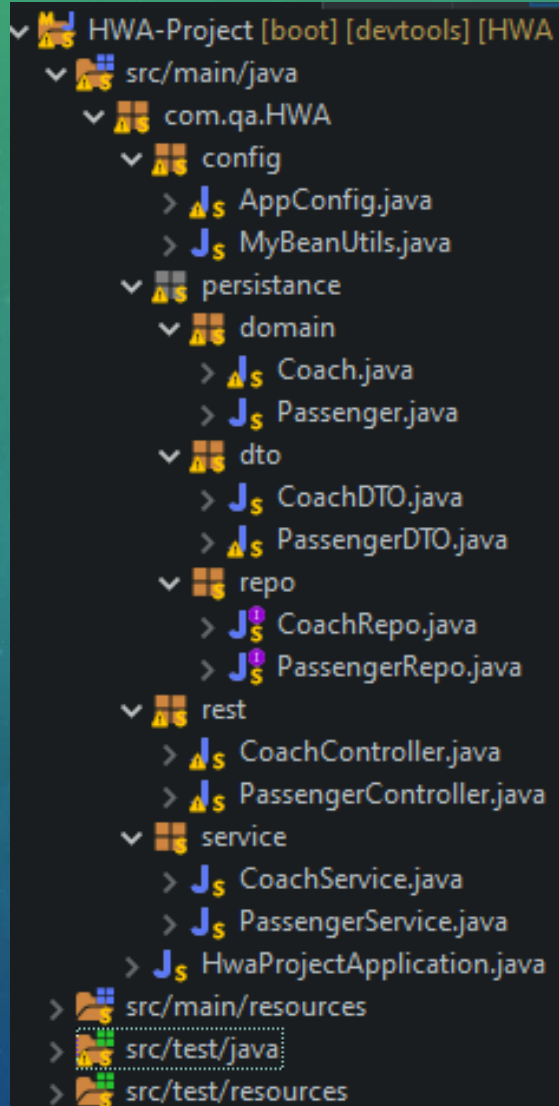 HWA-Project [boot] [devtools] [HWA
src/main/java
com.qa.HWA
config
AppConfig.java
MyBeanUtils.java
persistance
domain
Coach.java
Passenger.java
dto
CoachDTO.java
PassengerDTO.java
repo
CoachRepo.java
PassengerRepo.java
rest
CoachController.java
PassengerController.java
service
CoachService.java
PassengerService.java
HwaProjectApplication.java
src/main/resources
src/test/java
src/test/resources